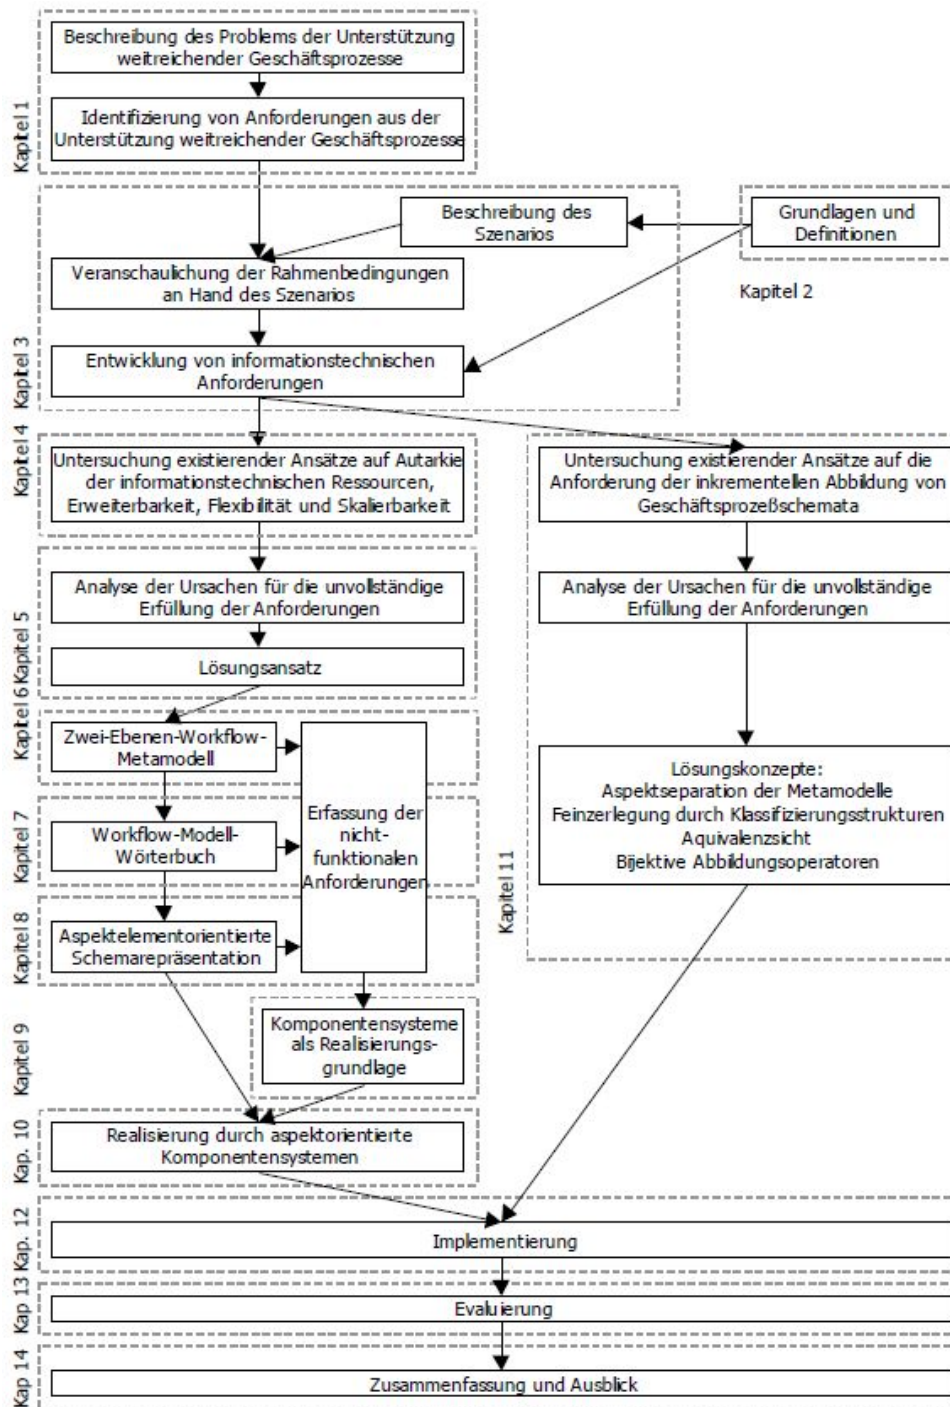 Beschreibung des Problems der Unterstützung
weitreichender Geschäftsprozesse
Kapitel 1
Identifizierung von Anforderungen aus der
Unterstützung weitreichender Geschäftsprozesse
Beschreibung des
Szenarios
Grundlagen und
Definitionen
Kapitel 2
Veranschaulichung der Rahmenbedingungen
an Hand des Szenarios
Kapitel 3
Entwicklung von informationstechnischen
Anforderungen
Kapitel 4
Untersuchung existierender Ansätze auf Autarkie
der informationstechnischen Ressourcen,
Erweiterbarkeit, Flexibilität und Skalierbarkeit
Untersuchung existierender Ansätze auf die
Anforderung der inkrementellen Abbildung von
Geschäftsprozeßschemata
Analyse der Ursachen für die unvollständige
Erfüllung der Anforderungen
Kapitel 5
Lösungsansatz
Analyse der Ursachen für die unvollständige
Erfüllung der Anforderungen
Kapitel 6
Zwei-Ebenen-Workflow-
Metamodell
Kapitel 7
Workflow-Modell-
Wörterbuch
Erfassung der
nicht-
funktionalen
Anforderungen
Lösungskonzepte:
Aspektseparation der Metamodelle
Feinzerlegung durch Klassifizierungsstrukturen
Aquivalenzsicht
Bijektive Abbildungsoperatoren
Kapitel 11
Kapitel 8
Aspektelementorientierte
Schemarepräsentation
Kapitel 9
Komponentensysteme
als Realisierungs-
grundlage
Kap. 10
Realisierung durch aspektorientierte
Komponentensystemen
Kap. 12
Implementierung
Kap 13
Evaluierung
Kap 14
Zusammenfassung und Ausblick